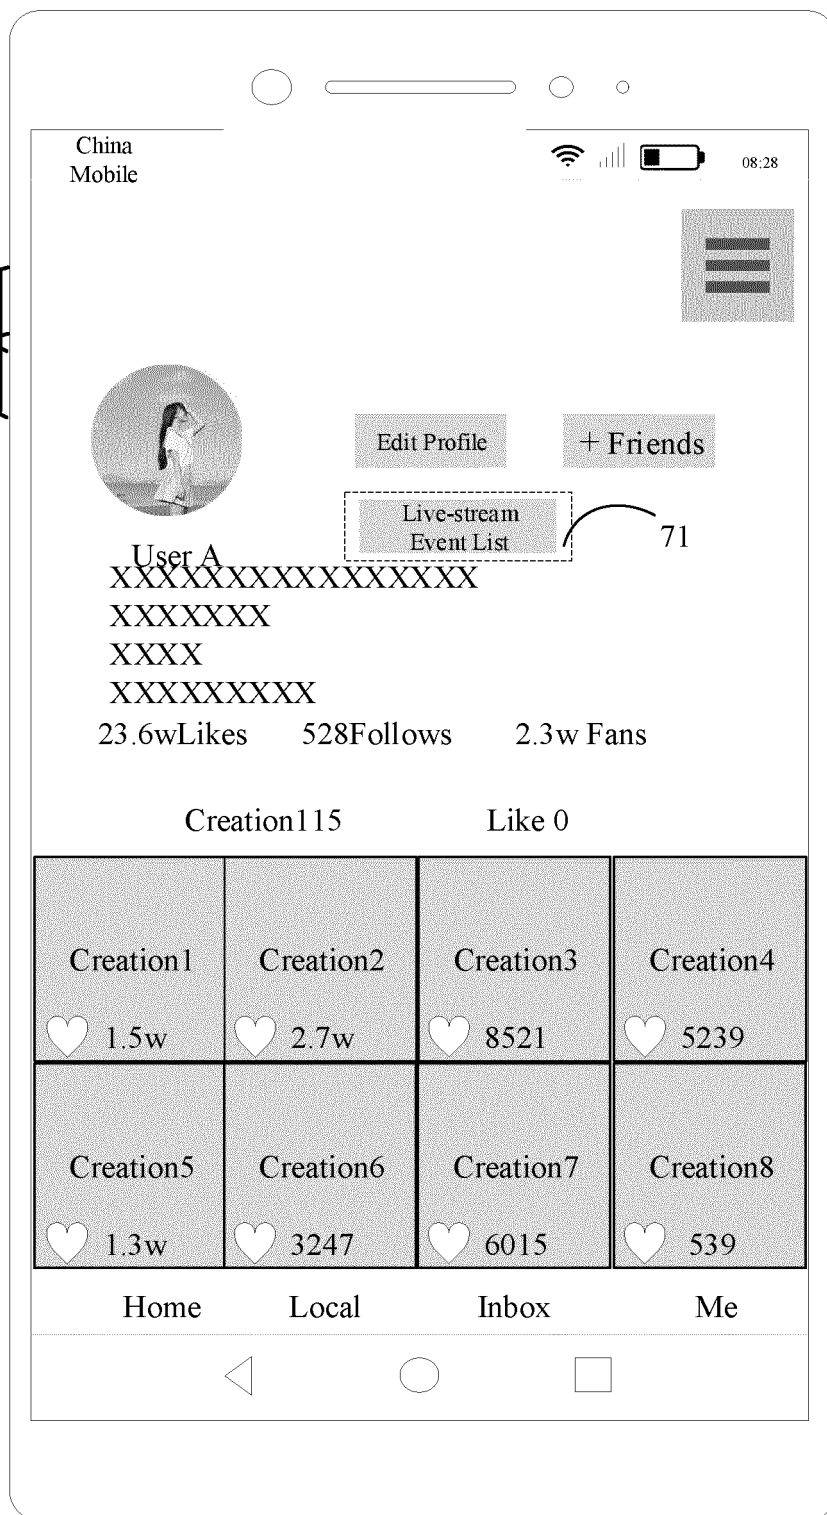 China
Mobile
08:28
Edit Profile
+ Friends
Live-stream
Event List
71
User A
XXXXXXXXXXXXXXXX
XXXXXXX
XXXX
XXXXXXXXX
23.6wLikes 528Follows 2.3w Fans
Creation115 Like 0
Creation1 Creation2 Creation3 Creation4
1.5w 2.7w 8521 5239
Creation5 Creation6 Creation7 Creation8
1.3w 3247 6015 539
Home Local Inbox Me